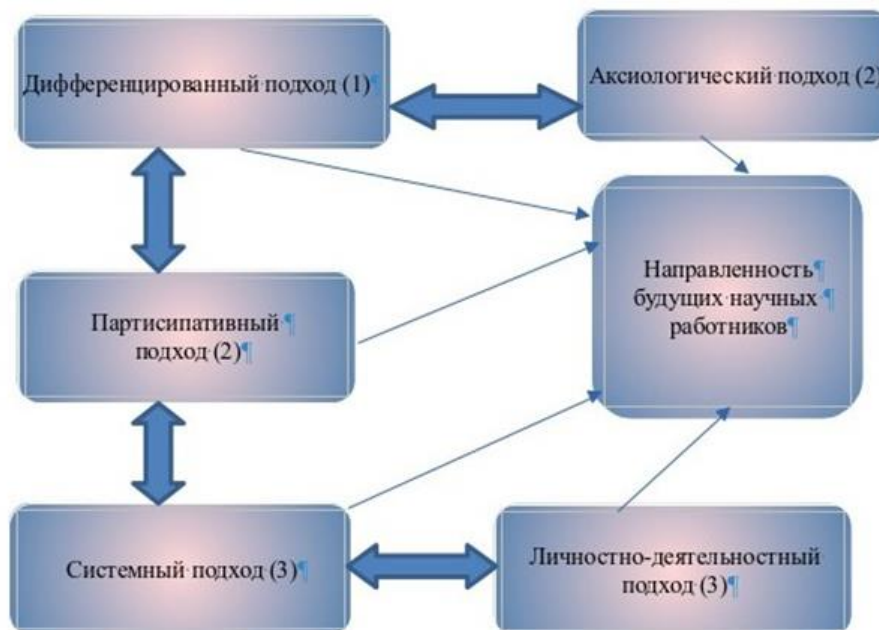 Дифференцированный подход (1)¶
Аксиологический подход (2)
Партисипативный ¶
подход (2)¶
Направленность¶
будущих научных ¶
работников¶
Системный подход (3)¶
Личностно-деятельностный
подход (3)¶